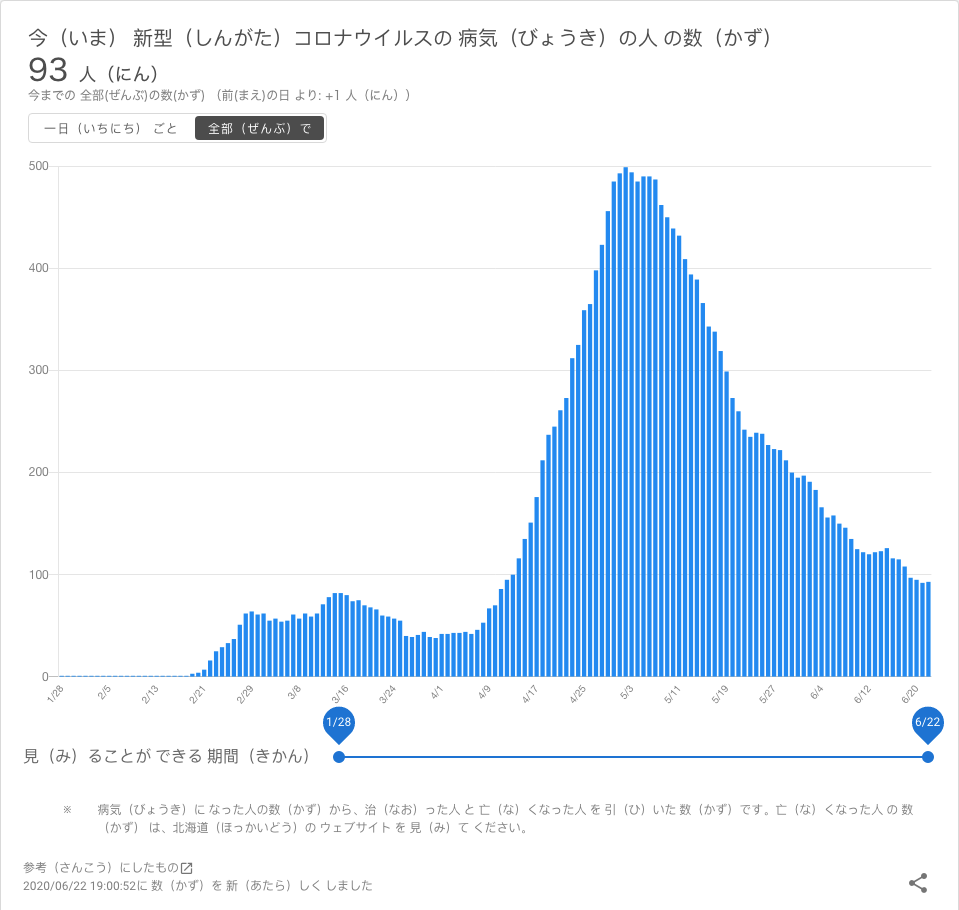 今（いま） 新型（しんがた）コロナウイルスの 病気（びょうき）の人 の数（かず）
93 人（にん）
今までの 全部(ぜんぶ)の数(かず) （前(まえ)の日 より: +1 人（にん））
一日（いちにち） ごと 全部（ぜんぶ）で
500
400
300
200
100
0
1/28 2/5 2/13 2/21 2/29 3/8 3/16 3/24 4/1 4/9 4/17 4/25 5/3 5/11 5/19 5/27 6/4 6/12 6/20
1/28 6/22
見（み）ることが できる 期間（きかん）
※ 病気（びょうき）に なった人の数（かず）から、治（なお）った人 と 亡（な）くなった人 を 引（ひ）いた 数（かず）です。亡（な）くなった人 の 数
（かず） は、北海道（ほっかいどう）の ウェブサイト を 見（み）て ください。
参考（さんこう）にしたもの
2020/06/22 19:00:52に 数（かず）を 新（あたら）しく しました